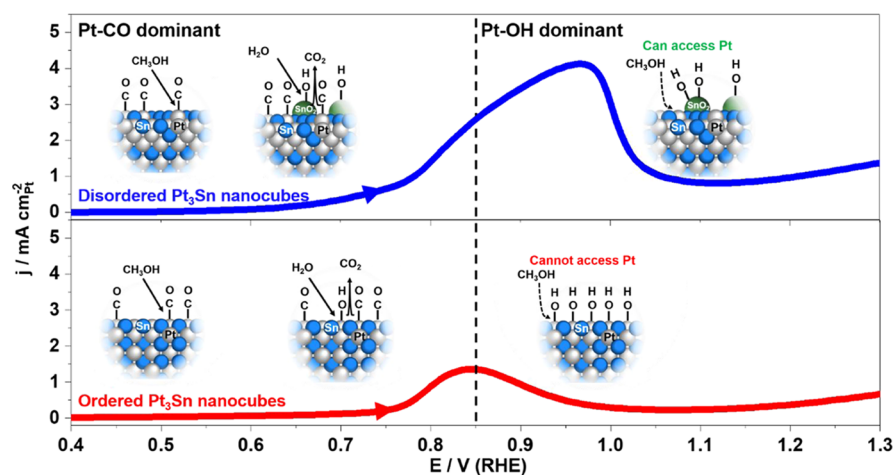 Pt-CO dominant
Pt-OH dominant
j / mA cm⁻²Pt
5
4
3
2
1
0
CH₃OH
O O O
C C C
Sn Pt
H₂O
CO₂
H
O O O O
C C H C
SnO₂
H
O
Sn Pt
Can access Pt
CH₃OH
H
O
H
O
H
O
SnO₂
Sn Pt
Disordered Pt₃Sn nanocubes
5
4
3
2
1
0
CH₃OH
O O O
C C C
Sn
Pt
H₂O
CO₂
O H O O
C O C C
Sn
Pt
Cannot access Pt
CH₃OH
H H H H H
O O O O O
Sn
Pt
Ordered Pt₃Sn nanocubes
0.4 0.5 0.6 0.7 0.8 0.9 1.0 1.1 1.2 1.3
E / V (RHE)